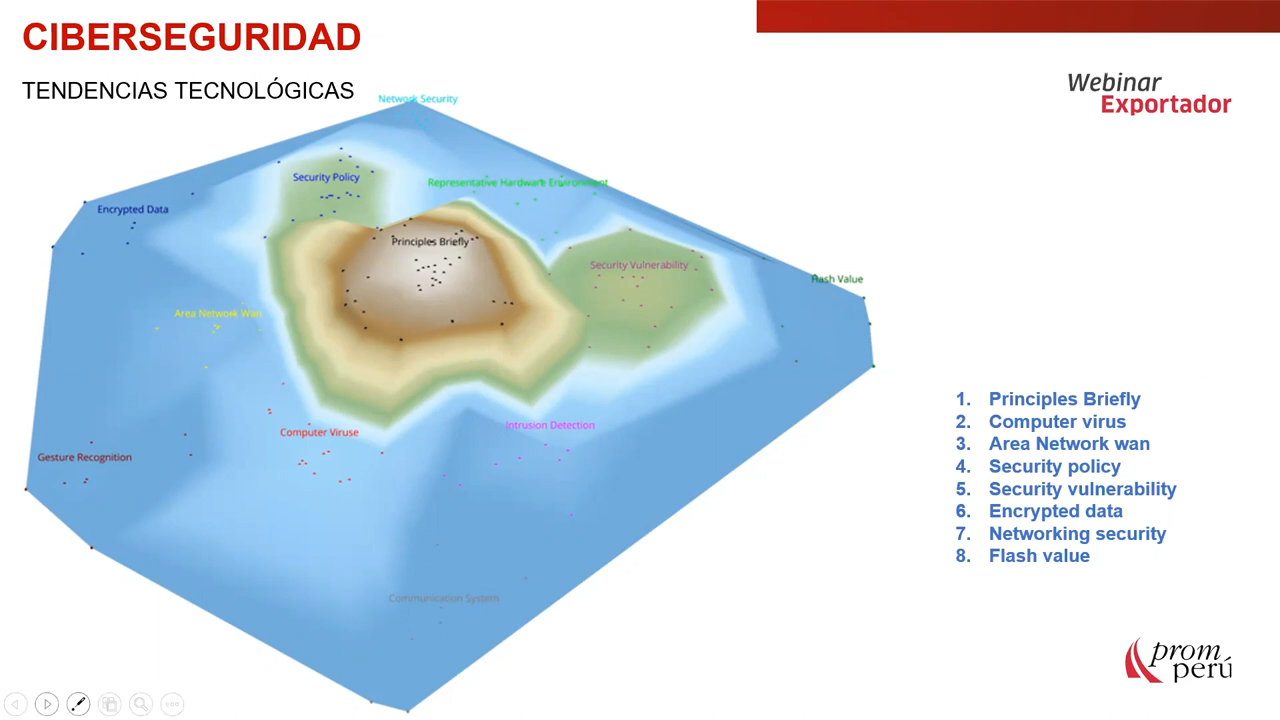 CIBERSEGURIDAD
TENDENCIAS TECNOLÓGICAS
Webinar
Exportador
Network Security
Security Policy
Representative Hardware Environment
Encrypted Data
Principles Briefly
Security Vulnerability
Flash Value
Area Network Wan
Computer Viruse
Intrusion Detection
Gesture Recognition
Communication System
1. Principles Briefly
2. Computer virus
3. Area Network wan
4. Security policy
5. Security vulnerability
6. Encrypted data
7. Networking security
8. Flash value
prom
perú